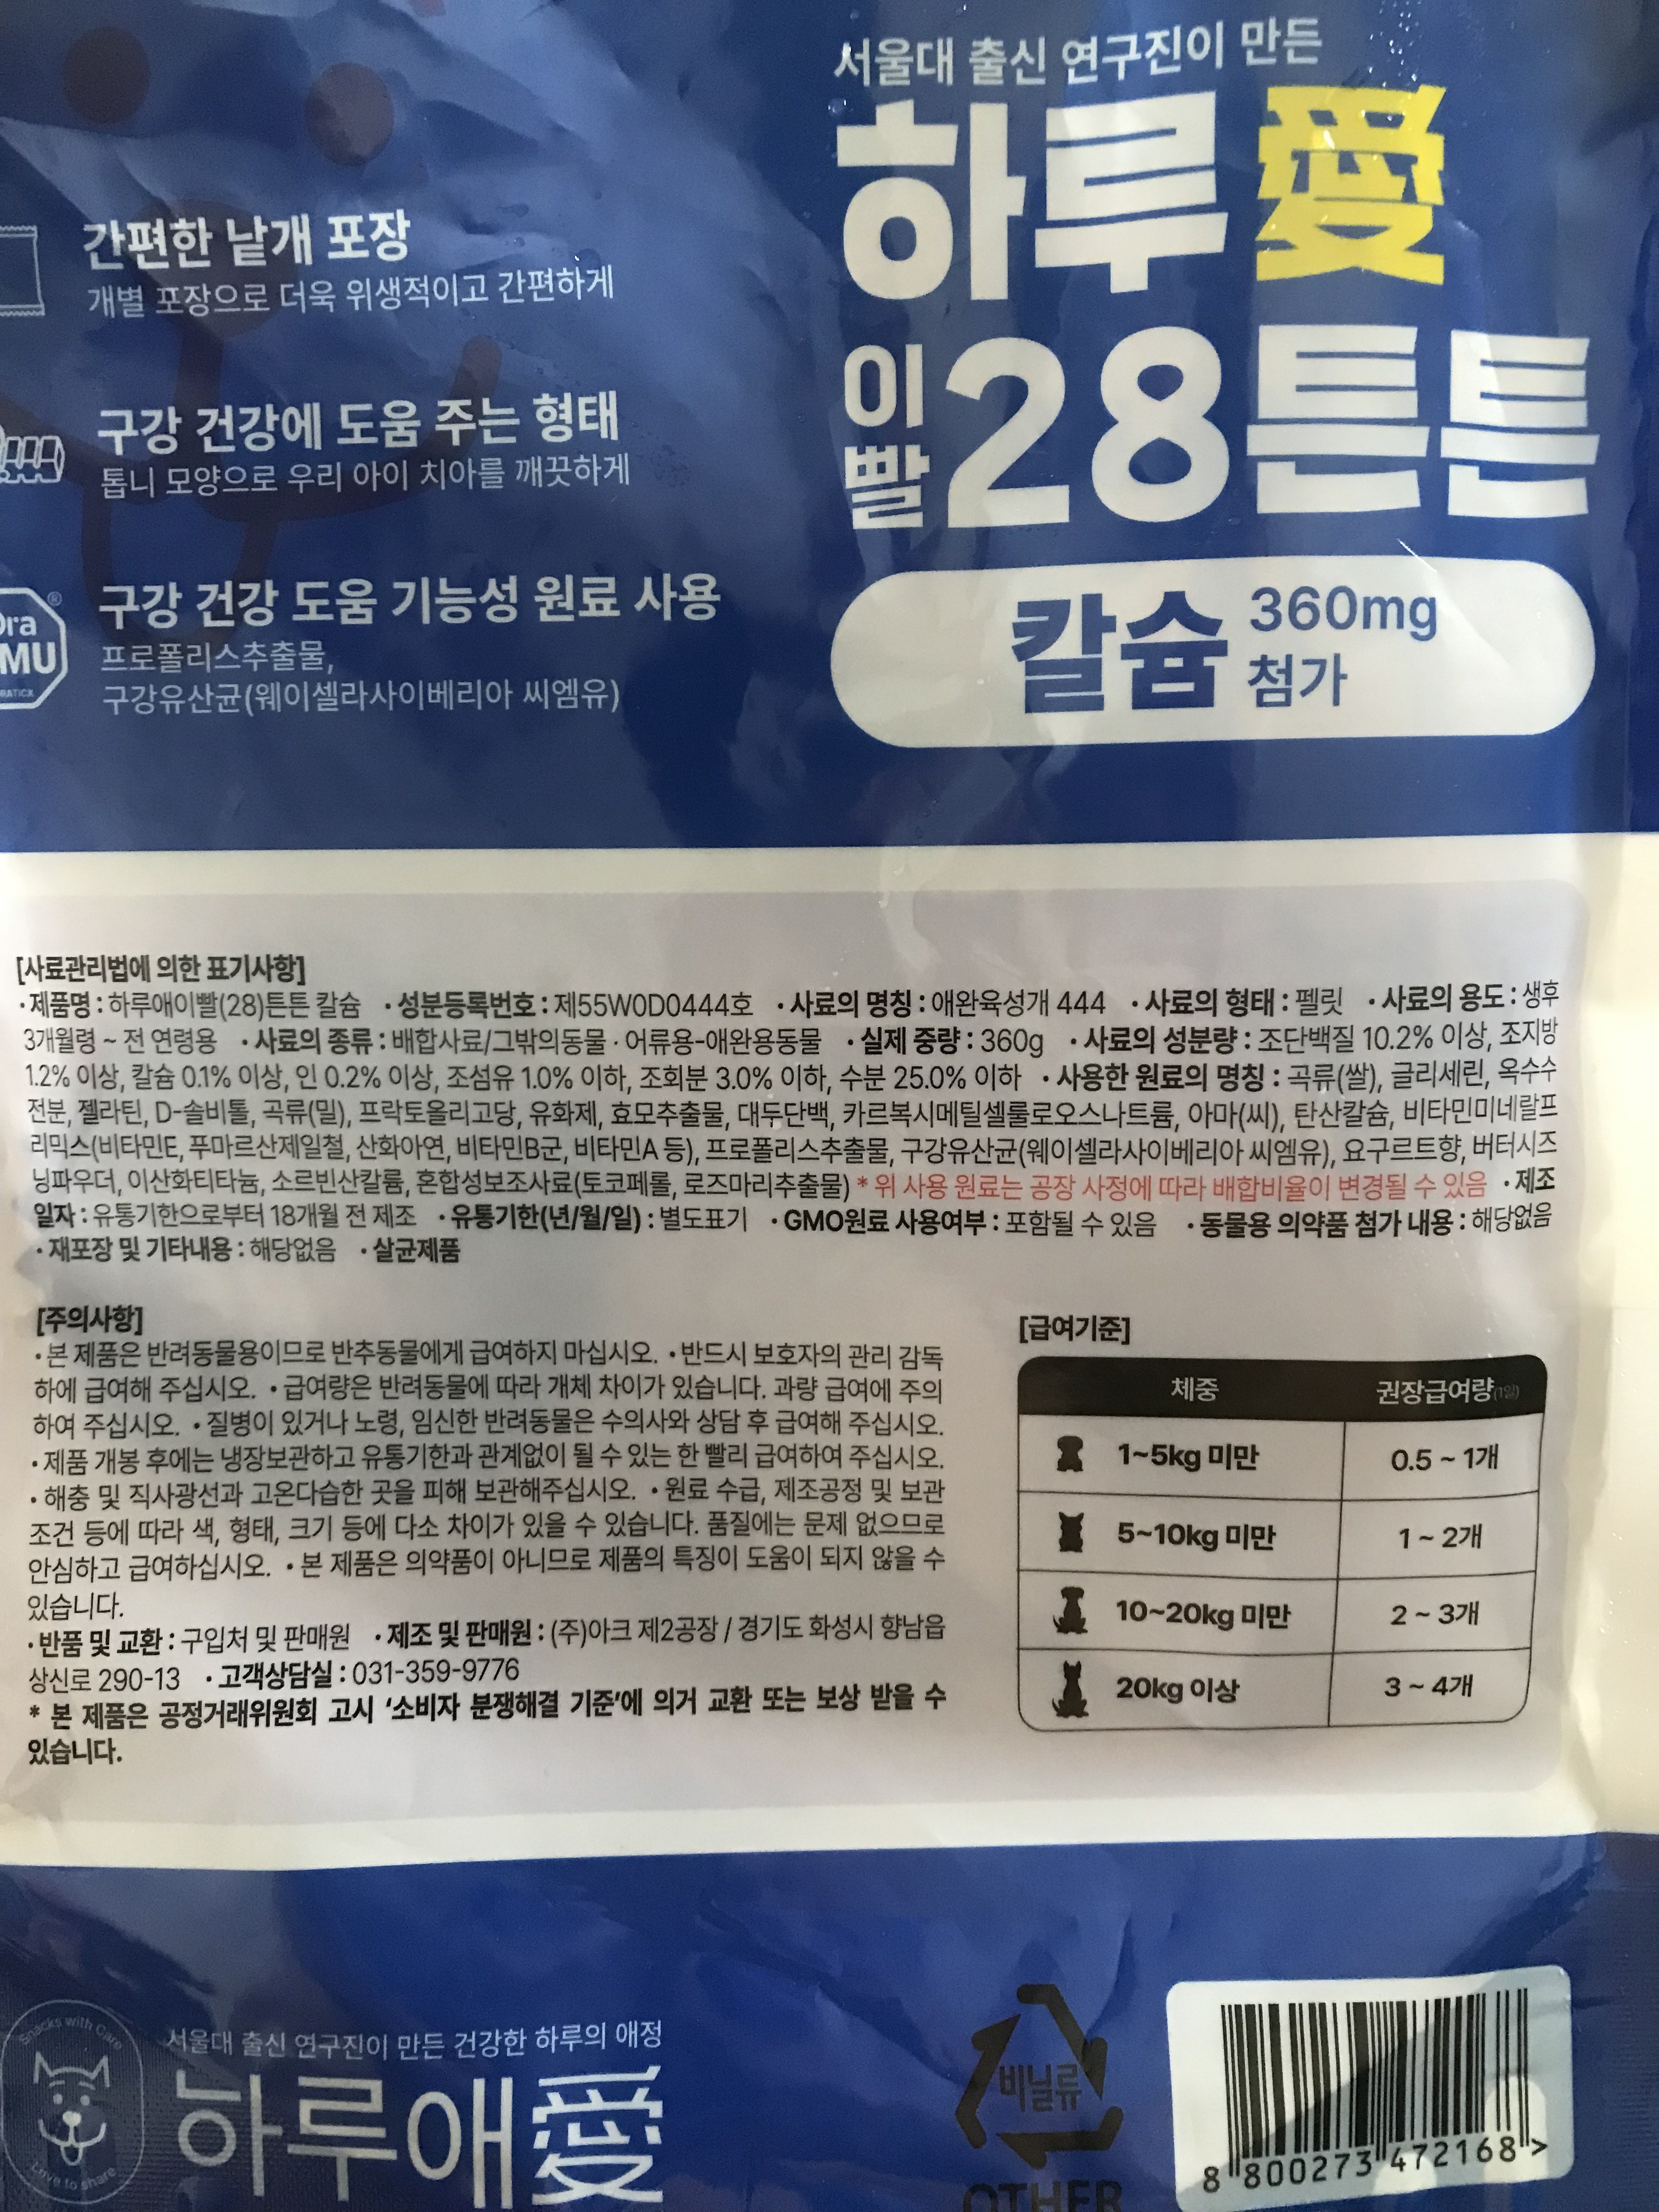 서울대 출신 연구진이 만든
하루愛
이빨28튼튼
칼슘 360mg 첨가
간편한 낱개 포장
개별 포장으로 더욱 위생적이고 간편하게
구강 건강에 도움 주는 형태
톱니 모양으로 우리 아이 치아를 깨끗하게
구강 건강 도움 기능성 원료 사용
프로폴리스추출물,
구강유산균(웨이셀라사이베리아 씨엠유)
[사료관리법에 의한 표기사항]
·제품명 : 하루애이빨(28)튼튼 칼슘 ·성분등록번호 : 제55W0D0444호 ·사료의 명칭 : 애완육성개 444 ·사료의 형태 : 펠릿 ·사료의 용도 : 생후
3개월령 ~ 전 연령용 ·사료의 종류 : 배합사료/그밖의동물 · 어류용-애완용동물 ·실제 중량 : 360g ·사료의 성분량 : 조단백질 10.2% 이상, 조지방
1.2% 이상, 칼슘 0.1% 이상, 인 0.2% 이상, 조섬유 1.0% 이하, 조회분 3.0% 이하, 수분 25.0% 이하 ·사용한 원료의 명칭 : 곡류(쌀), 글리세린, 옥수수
전분, 젤라틴, D-솔비톨, 곡류(밀), 프락토올리고당, 유화제, 효모추출물, 대두단백, 카르복시메틸셀룰로오스나트륨, 아마(씨), 탄산칼슘, 비타민미네랄프
리믹스(비타민E, 푸마르산제일철, 산화아연, 비타민B군, 비타민A 등), 프로폴리스추출물, 구강유산균(웨이셀라사이베리아 씨엠유), 요구르트향, 버터시즈
닝파우더, 이산화티타늄, 소르빈산칼륨, 혼합성보조사료(토코페롤, 로즈마리추출물) * 위 사용 원료는 공장 사정에 따라 배합비율이 변경될 수 있음 ·제조
일자 : 유통기한으로부터 18개월 전 제조 ·유통기한(년/월/일) : 별도표기 ·GMO원료 사용여부 : 포함될 수 있음 ·동물용 의약품 첨가 내용 : 해당없음
·재포장 및 기타내용 : 해당없음 ·살균제품
[주의사항]
·본 제품은 반려동물용이므로 반추동물에게 급여하지 마십시오. ·반드시 보호자의 관리 감독
하에 급여해 주십시오. ·급여량은 반려동물에 따라 개체 차이가 있습니다. 과량 급여에 주의
하여 주십시오. ·질병이 있거나 노령, 임신한 반려동물은 수의사와 상담 후 급여해 주십시오.
·제품 개봉 후에는 냉장보관하고 유통기한과 관계없이 될 수 있는 한 빨리 급여하여 주십시오.
·해충 및 직사광선과 고온다습한 곳을 피해 보관해주십시오. ·원료 수급, 제조공정 및 보관
조건 등에 따라 색, 형태, 크기 등에 다소 차이가 있을 수 있습니다. 품질에는 문제 없으므로
안심하고 급여하십시오. ·본 제품은 의약품이 아니므로 제품의 특징이 도움이 되지 않을 수
있습니다.
·반품 및 교환 : 구입처 및 판매원 ·제조 및 판매원 : (주)아크 제2공장 / 경기도 화성시 향남읍
상신로 290-13 ·고객상담실 : 031-359-9776
* 본 제품은 공정거래위원회 고시 '소비자 분쟁해결 기준'에 의거 교환 또는 보상 받을 수
있습니다.
[급여기준]
체중 권장급여량(1일)
1~5kg 미만 0.5 ~ 1개
5~10kg 미만 1 ~ 2개
10~20kg 미만 2 ~ 3개
20kg 이상 3 ~ 4개
Snacks with Care
Love to share
서울대 출신 연구진이 만든 건강한 하루의 애정
하루애愛
비닐류
OTHER
8 800273 472168 >